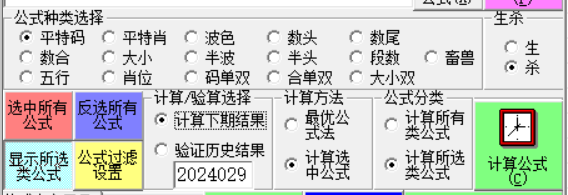 公式种类选择
生杀
平特码 平特肖 波色 数头 数尾
生
数合 大小 半波 半头 段数 畜兽
杀
五行 肖位 码单双 合单双 大小双
选中所有公式
反选所有公式
显示所选类公式
公式过滤设置
计算/验算选择
计算下期结果
验证历史结果
2024029
计算方法
最优公式法
计算选中公式
公式分类
计算所有类公式
计算所选类公式
计算公式
(C)